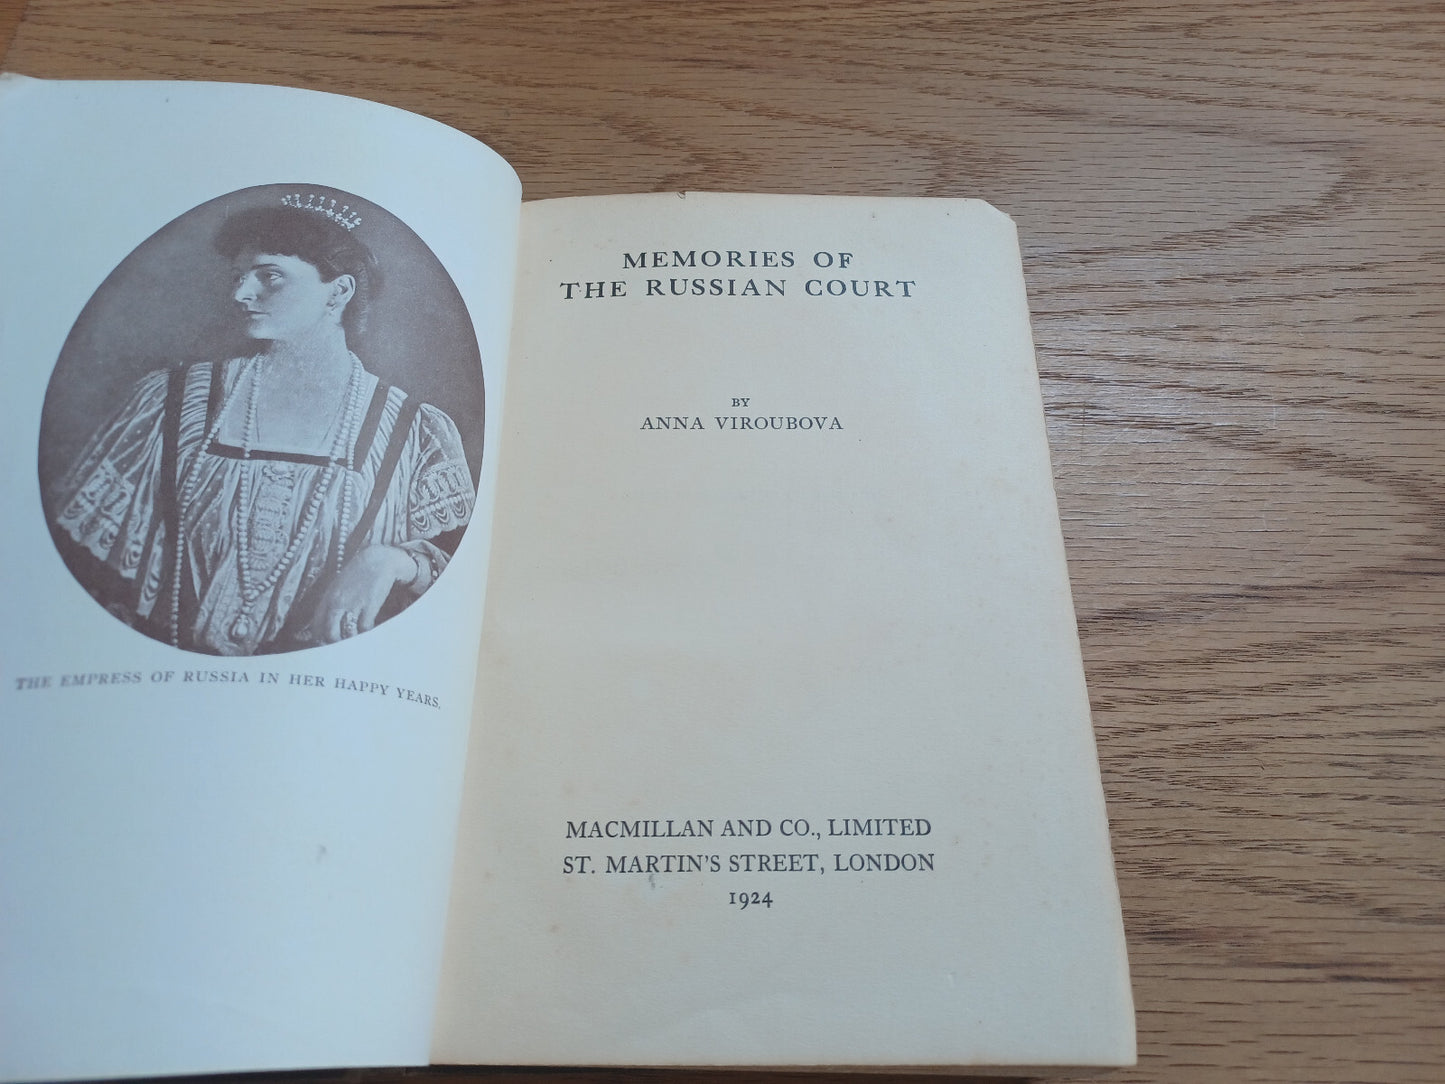 THE EMPRESS OF RUSSIA IN HER HAPPY YEARS.
MEMORIES OF
THE RUSSIAN COURT
BY
ANNA VIROUBOVA
MACMILLAN AND CO., LIMITED
ST. MARTIN'S STREET, LONDON
1924